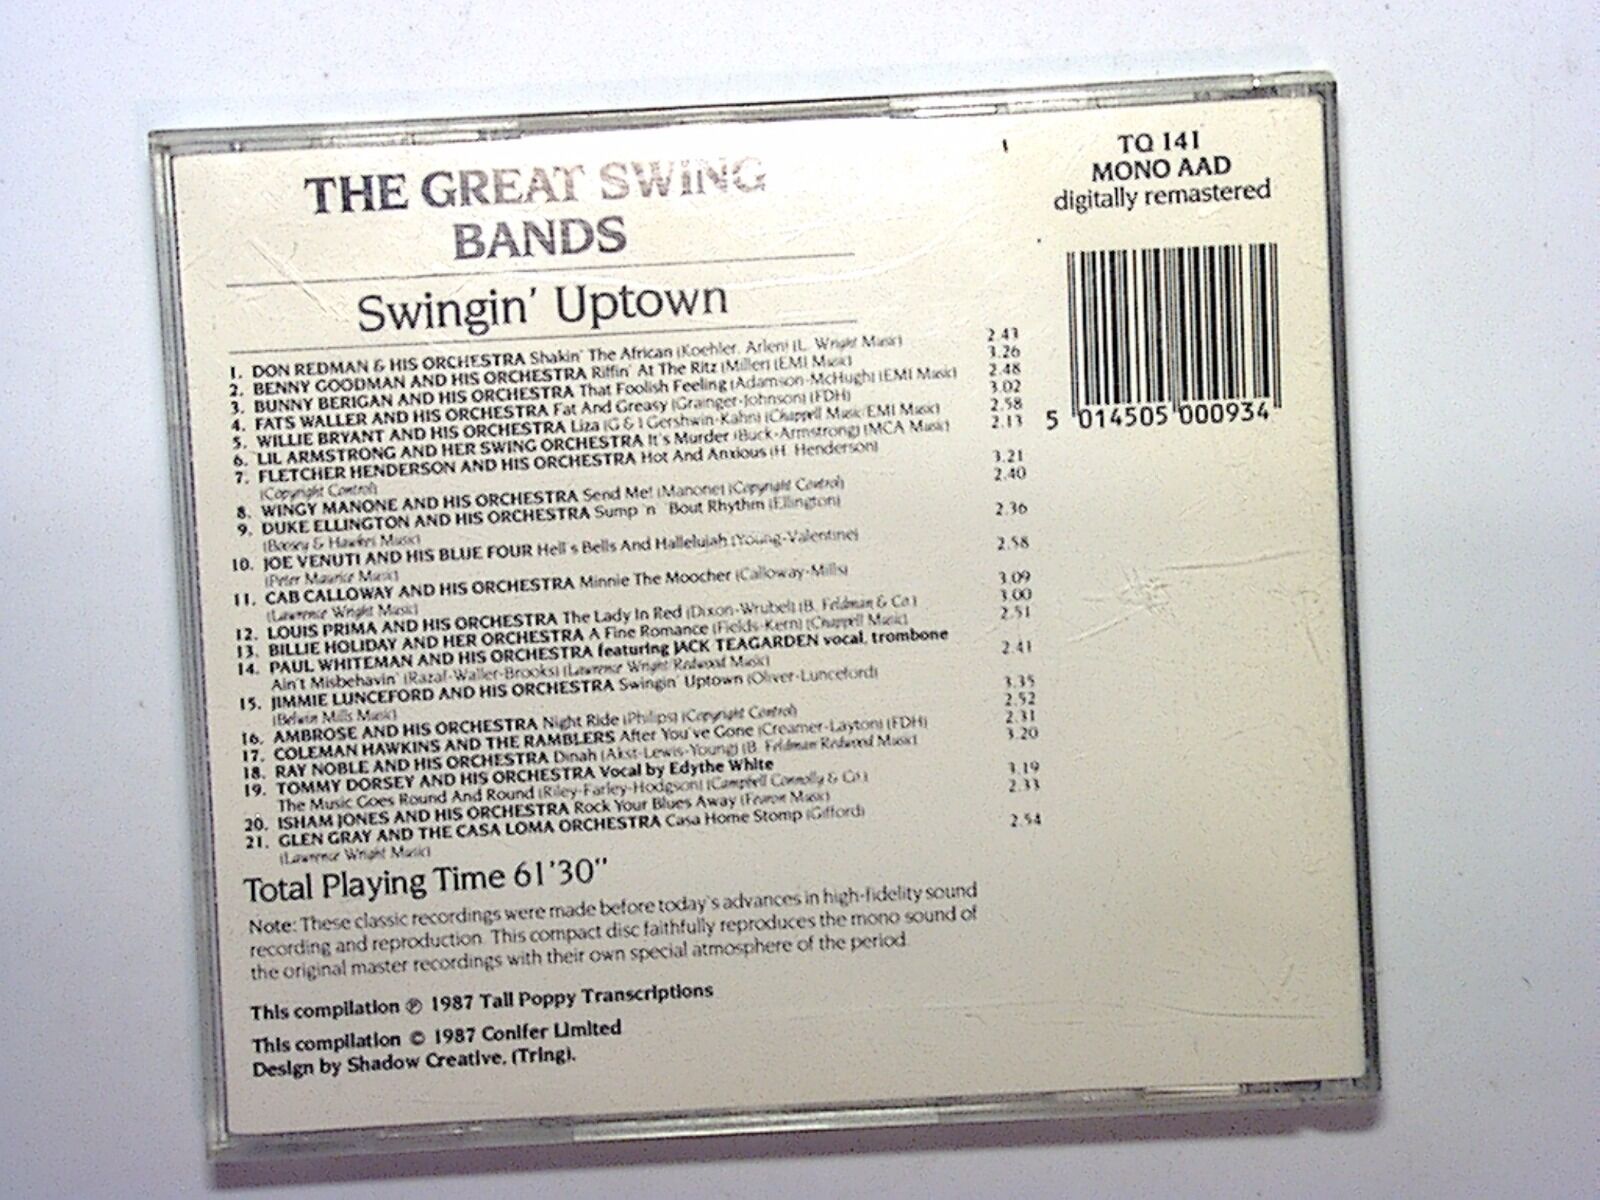 THE GREAT SWING
BANDS
Swingin' Uptown
1. DON REDMAN & HIS ORCHESTRA Shakin' The African (Koehler, Arlen) (L. Wright Music) 2.43
2. BENNY GOODMAN AND HIS ORCHESTRA Riffin' At The Ritz (Miller) (EMI Music) 3.26
3. BUNNY BERIGAN AND HIS ORCHESTRA That Foolish Feeling (Adamson-McHugh) (EMI Music) 2.48
4. FATS WALLER AND HIS ORCHESTRA Fat And Greasy (Grainger-Johnson) (FDH) 3.02
5. WILLIE BRYANT AND HIS ORCHESTRA Liza (G & I Gershwin-Kahn) (Chappell Music/EMI Music) 2.58
6. LIL ARMSTRONG AND HER SWING ORCHESTRA It's Murder (Buck-Armstrong) (MCA Music) 2.13
7. FLETCHER HENDERSON AND HIS ORCHESTRA Hot And Anxious (H. Henderson)
(Copyright Control) 3.21
8. WINGY MANONE AND HIS ORCHESTRA Send Me! (Manone) (Copyright Control) 2.40
9. DUKE ELLINGTON AND HIS ORCHESTRA Sump 'n' 'Bout Rhythm (Ellington)
(Boosey & Hawkes Music) 2.36
10. JOE VENUTI AND HIS BLUE FOUR Hell's Bells And Hallelujah (Young-Valentine)
(Peter Maurice Music) 2.58
11. CAB CALLOWAY AND HIS ORCHESTRA Minnie The Moocher (Calloway-Mills)
(Lawrence Wright Music) 3.09
12. LOUIS PRIMA AND HIS ORCHESTRA The Lady In Red (Dixon-Wrubel) (B. Feldman & Co.) 3.00
13. BILLIE HOLIDAY AND HER ORCHESTRA A Fine Romance (Fields-Kern) (Chappell Music) 2.51
14. PAUL WHITEMAN AND HIS ORCHESTRA featuring JACK TEAGARDEN vocal, trombone
Ain't Misbehavin' (Razaf-Waller-Brooks) (Lawrence Wright/Redwood Music) 2.41
15. JIMMIE LUNCEFORD AND HIS ORCHESTRA Swingin' Uptown (Oliver-Lunceford)
(Belwin Mills Music) 3.35
16. AMBROSE AND HIS ORCHESTRA Night Ride (Philips) (Copyright Control) 2.52
17. COLEMAN HAWKINS AND THE RAMBLERS After You've Gone (Creamer-Layton) (FDH) 2.31
18. RAY NOBLE AND HIS ORCHESTRA Dinah (Akst-Lewis-Young) (B. Feldman/Redwood Music) 3.20
19. TOMMY DORSEY AND HIS ORCHESTRA Vocal by Edythe White
The Music Goes Round And Round (Riley-Farley-Hodgson) (Campbell Connolly & Co.) 3.19
20. ISHAM JONES AND HIS ORCHESTRA Rock Your Blues Away (Fearon Music) 2.33
21. GLEN GRAY AND THE CASA LOMA ORCHESTRA Casa Home Stomp (Gifford)
(Lawrence Wright Music) 2.54
Total Playing Time 61'30"
Note: These classic recordings were made before today's advances in high-fidelity sound
recording and reproduction. This compact disc faithfully reproduces the mono sound of
the original master recordings with their own special atmosphere of the period.
This compilation ℗ 1987 Tall Poppy Transcriptions
This compilation © 1987 Conifer Limited
Design by Shadow Creative, (Tring).
TQ 141
MONO AAD
digitally remastered
5 014505 000934